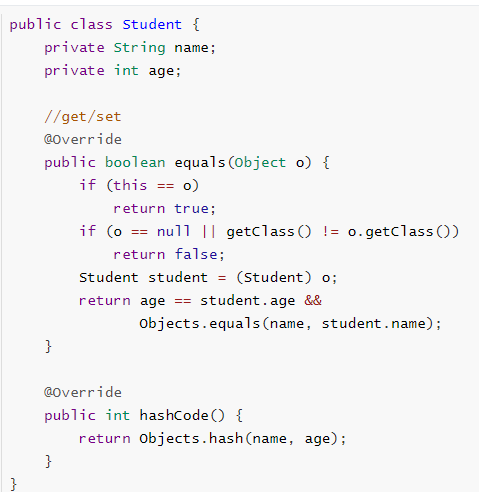 public class Student {
    private String name;
    private int age;

    //get/set
    @Override
    public boolean equals(Object o) {
        if (this == o)
            return true;
        if (o == null || getClass() != o.getClass())
            return false;
        Student student = (Student) o;
        return age == student.age &&
               Objects.equals(name, student.name);
    }

    @Override
    public int hashCode() {
        return Objects.hash(name, age);
    }
}